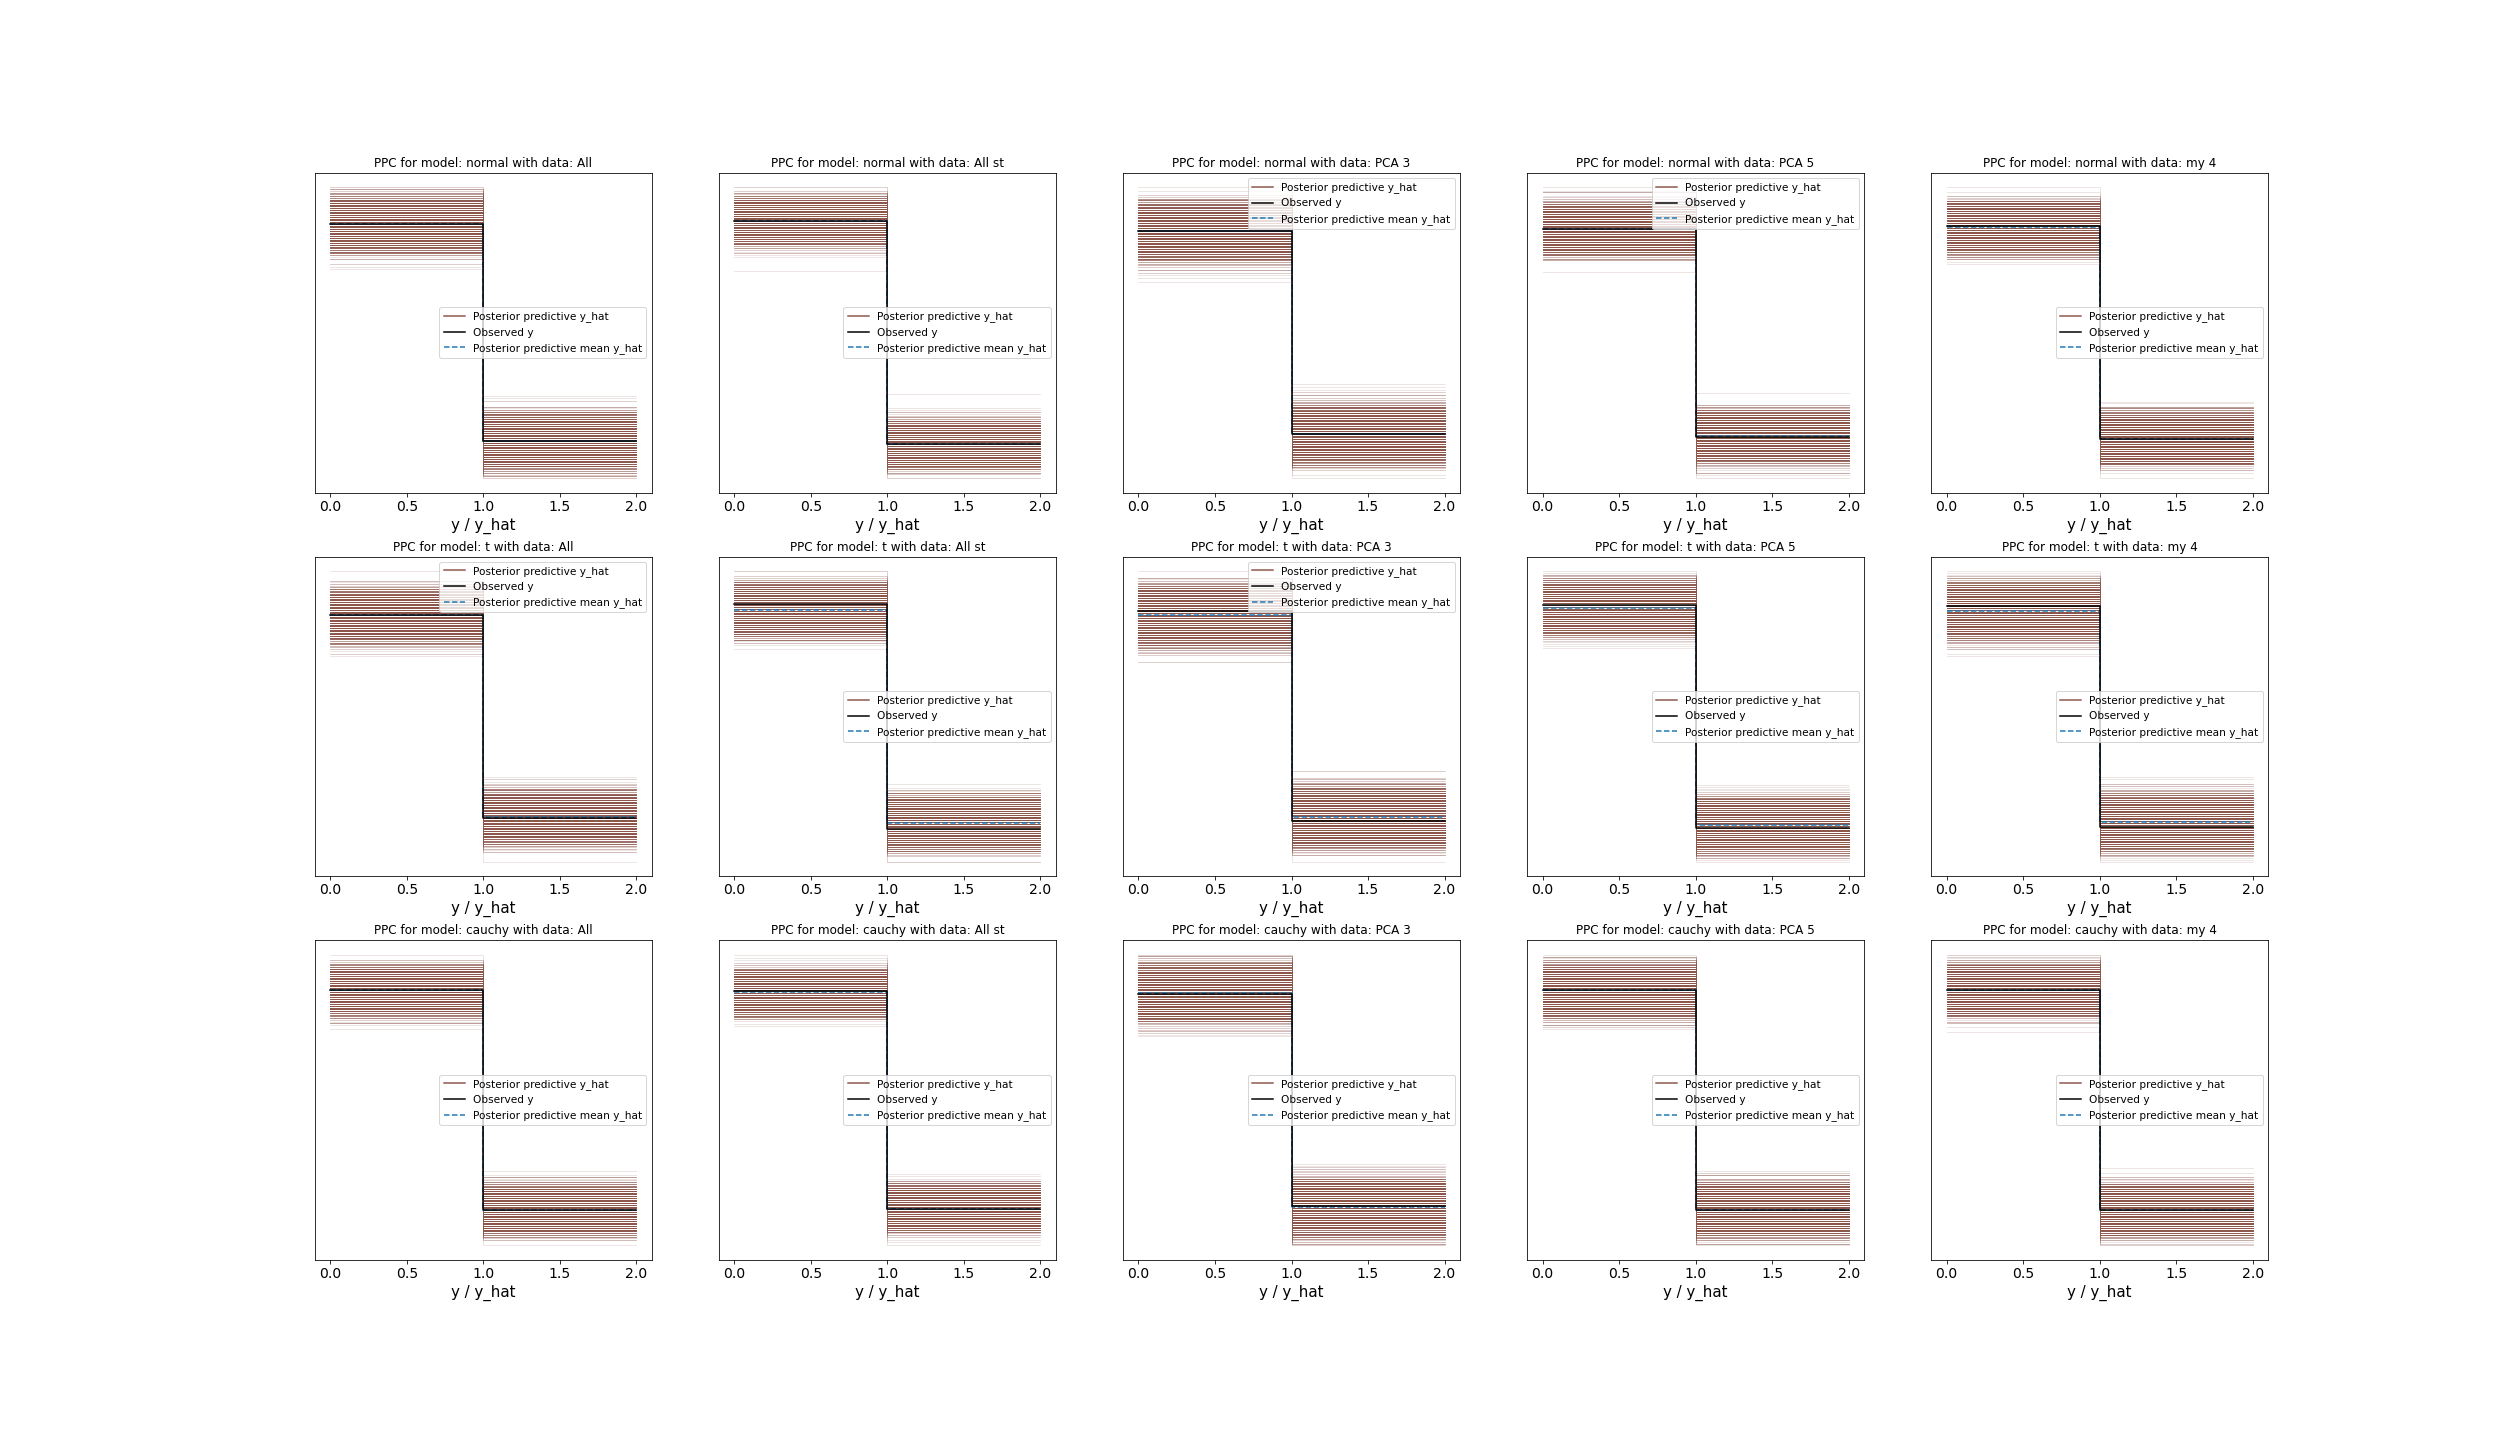 PPC for model: normal with data: All
Posterior predictive y_hat
Observed y
Posterior predictive mean y_hat
0.0 0.5 1.0 1.5 2.0
y / y_hat
PPC for model: normal with data: All st
Posterior predictive y_hat
Observed y
Posterior predictive mean y_hat
0.0 0.5 1.0 1.5 2.0
y / y_hat
PPC for model: normal with data: PCA 3
Posterior predictive y_hat
Observed y
Posterior predictive mean y_hat
0.0 0.5 1.0 1.5 2.0
y / y_hat
PPC for model: normal with data: PCA 5
Posterior predictive y_hat
Observed y
Posterior predictive mean y_hat
0.0 0.5 1.0 1.5 2.0
y / y_hat
PPC for model: normal with data: my 4
Posterior predictive y_hat
Observed y
Posterior predictive mean y_hat
0.0 0.5 1.0 1.5 2.0
y / y_hat
PPC for model: t with data: All
Posterior predictive y_hat
Observed y
Posterior predictive mean y_hat
0.0 0.5 1.0 1.5 2.0
y / y_hat
PPC for model: t with data: All st
Posterior predictive y_hat
Observed y
Posterior predictive mean y_hat
0.0 0.5 1.0 1.5 2.0
y / y_hat
PPC for model: t with data: PCA 3
Posterior predictive y_hat
Observed y
Posterior predictive mean y_hat
0.0 0.5 1.0 1.5 2.0
y / y_hat
PPC for model: t with data: PCA 5
Posterior predictive y_hat
Observed y
Posterior predictive mean y_hat
0.0 0.5 1.0 1.5 2.0
y / y_hat
PPC for model: t with data: my 4
Posterior predictive y_hat
Observed y
Posterior predictive mean y_hat
0.0 0.5 1.0 1.5 2.0
y / y_hat
PPC for model: cauchy with data: All
Posterior predictive y_hat
Observed y
Posterior predictive mean y_hat
0.0 0.5 1.0 1.5 2.0
y / y_hat
PPC for model: cauchy with data: All st
Posterior predictive y_hat
Observed y
Posterior predictive mean y_hat
0.0 0.5 1.0 1.5 2.0
y / y_hat
PPC for model: cauchy with data: PCA 3
Posterior predictive y_hat
Observed y
Posterior predictive mean y_hat
0.0 0.5 1.0 1.5 2.0
y / y_hat
PPC for model: cauchy with data: PCA 5
Posterior predictive y_hat
Observed y
Posterior predictive mean y_hat
0.0 0.5 1.0 1.5 2.0
y / y_hat
PPC for model: cauchy with data: my 4
Posterior predictive y_hat
Observed y
Posterior predictive mean y_hat
0.0 0.5 1.0 1.5 2.0
y / y_hat